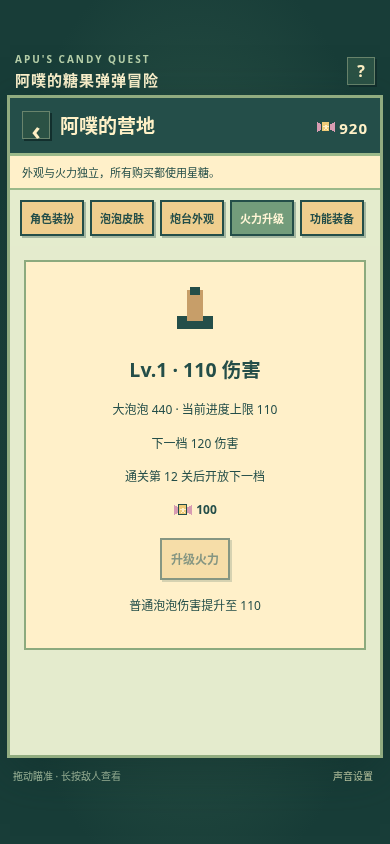 APU'S CANDY QUEST
阿噗的糖果弹弹冒险
?
‹ 阿噗的营地 920
外观与火力独立，所有购买都使用星糖。
角色装扮 泡泡皮肤 炮台外观 火力升级 功能装备
Lv.1 · 110 伤害
大泡泡 440 · 当前进度上限 110
下一档 120 伤害
通关第 12 关后开放下一档
100
升级火力
普通泡泡伤害提升至 110
拖动瞄准 · 长按敌人查看 声音设置